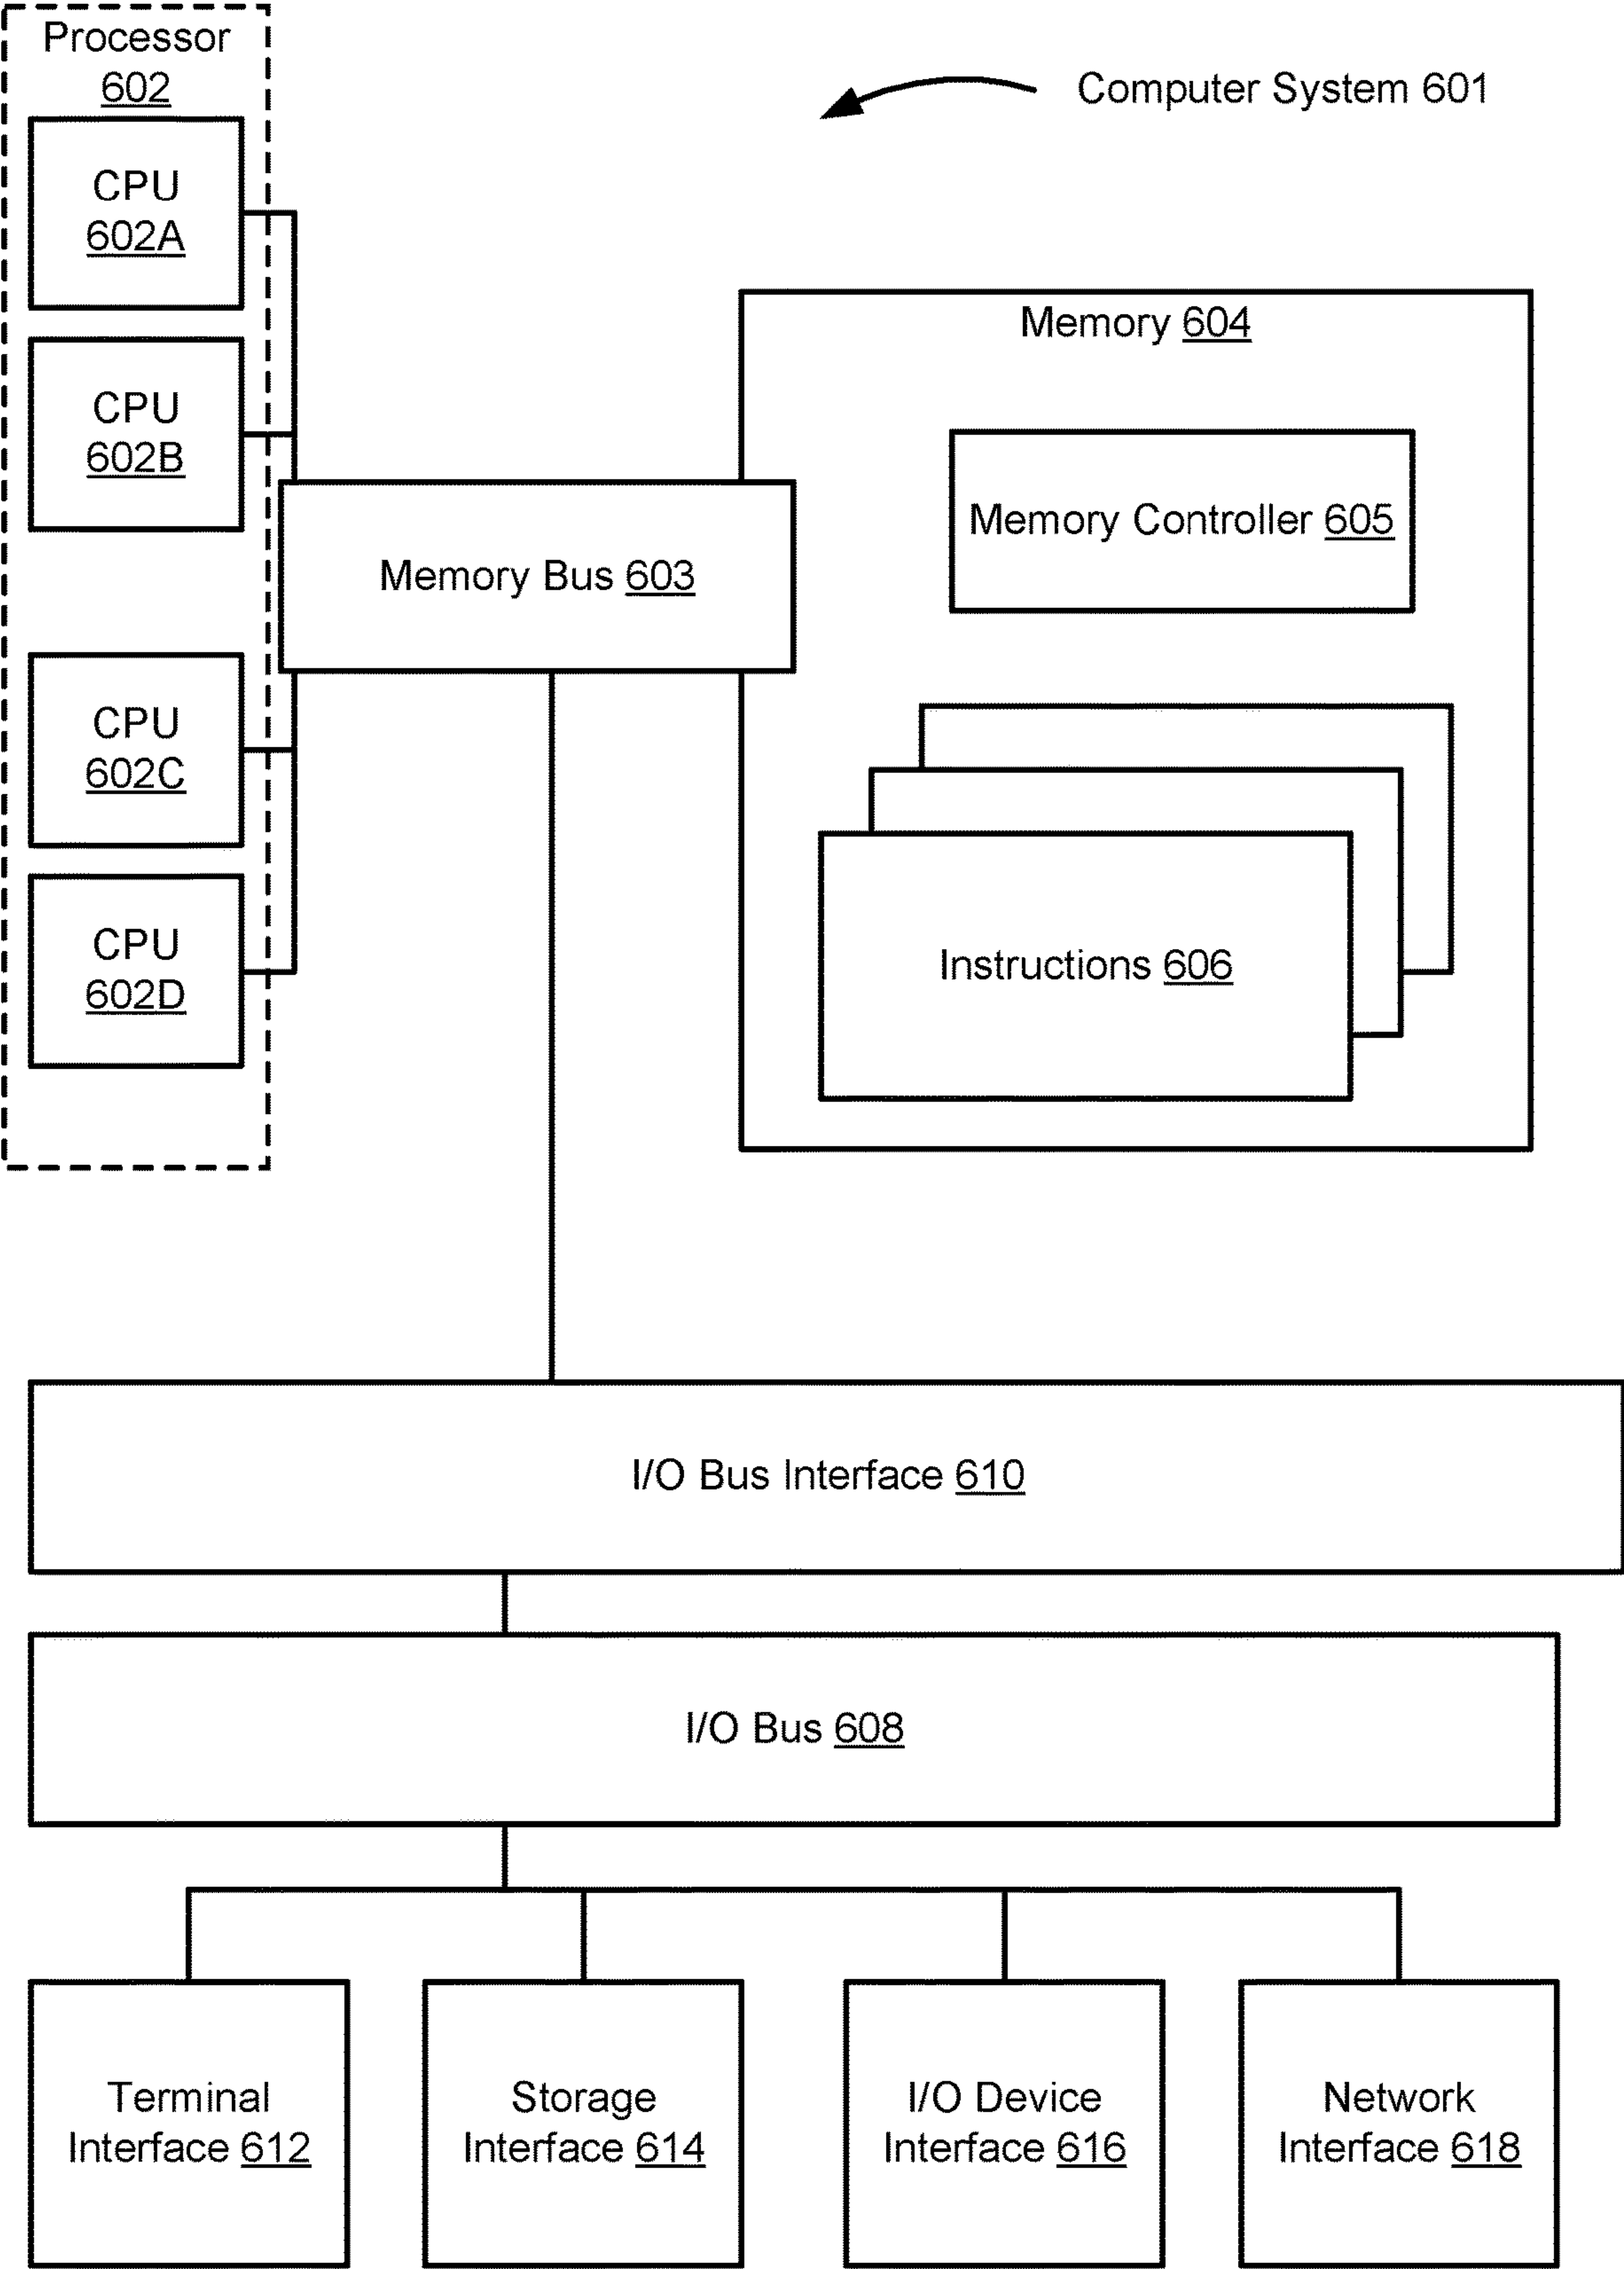 Processor
602
Computer System 601
CPU
602A
CPU
602B
CPU
602C
CPU
602D
Memory Bus 603
Memory 604
Memory Controller 605
Instructions 606
I/O Bus Interface 610
I/O Bus 608
Terminal
Interface 612
Storage
Interface 614
I/O Device
Interface 616
Network
Interface 618